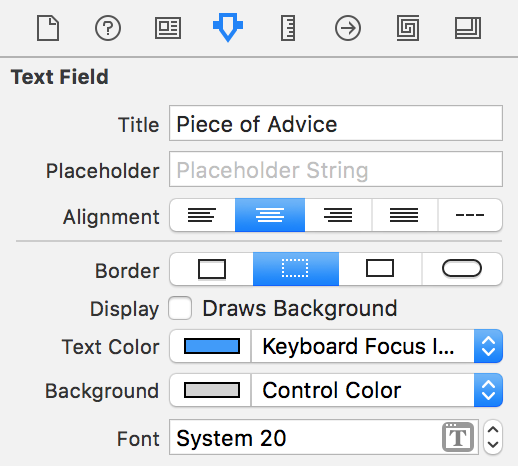 Text Field
Title Piece of Advice
Placeholder Placeholder String
Alignment
Border
Display Draws Background
Text Color Keyboard Focus I...
Background Control Color
Font System 20 T